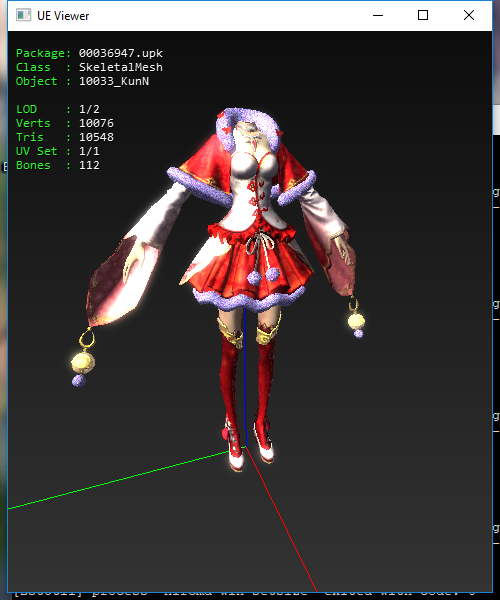 UE Viewer
Package: 00036947.upk
Class : SkeletalMesh
Object : 10033_KunN
LOD : 1/2
Verts : 10076
Tris : 10548
UV Set : 1/1
Bones : 112